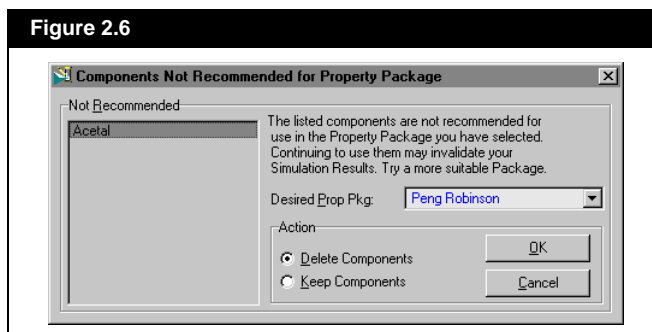 Figure 2.6
Components Not Recommended for Property Package
Not Recommended
Acetal
The listed components are not recommended for
use in the Property Package you have selected.
Continuing to use them may invalidate your
Simulation Results. Try a more suitable Package.
Desired Prop Pkg: Peng Robinson
Action
Delete Components
Keep Components
OK
Cancel